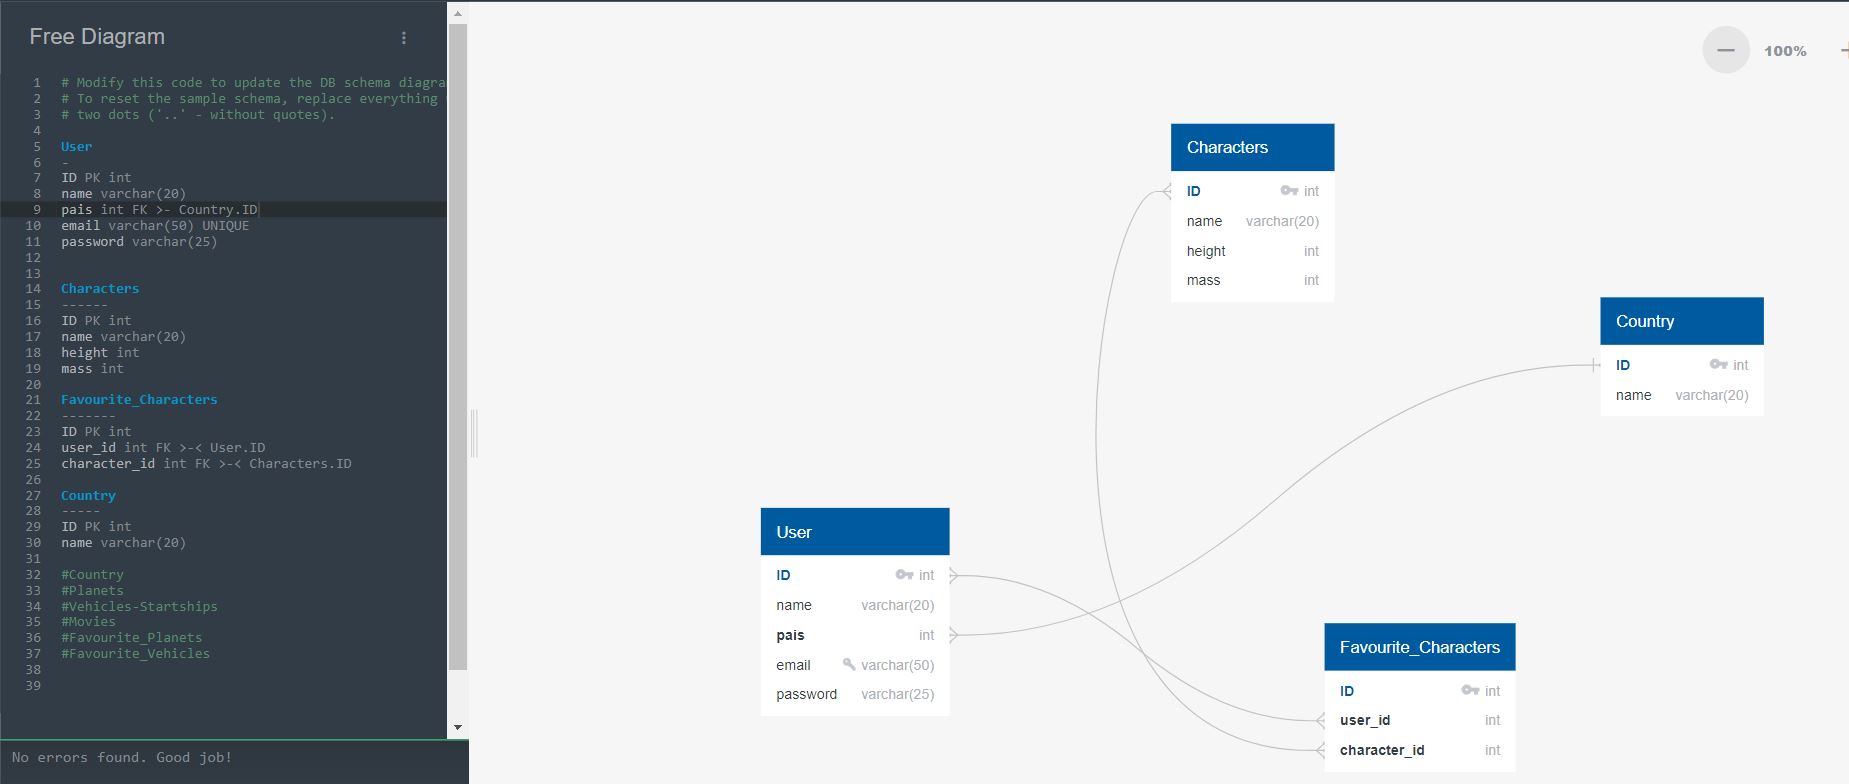 Free Diagram
1 # Modify this code to update the DB schema diagra
2 # To reset the sample schema, replace everything
3 # two dots ('..' - without quotes).
4
5 User
6 -
7 ID PK int
8 name varchar(20)
9 pais int FK >- Country.ID
10 email varchar(50) UNIQUE
11 password varchar(25)
12
13
14 Characters
15 ------
16 ID PK int
17 name varchar(20)
18 height int
19 mass int
20
21 Favourite_Characters
22 -------
23 ID PK int
24 user_id int FK >-< User.ID
25 character_id int FK >-< Characters.ID
26
27 Country
28 -----
29 ID PK int
30 name varchar(20)
31
32 #Country
33 #Planets
34 #Vehicles-Startships
35 #Movies
36 #Favourite_Planets
37 #Favourite_Vehicles
38
39
No errors found. Good job!
100%
Characters
ID int
name varchar(20)
height int
mass int
Country
ID int
name varchar(20)
User
ID int
name varchar(20)
pais int
email varchar(50)
password varchar(25)
Favourite_Characters
ID int
user_id int
character_id int